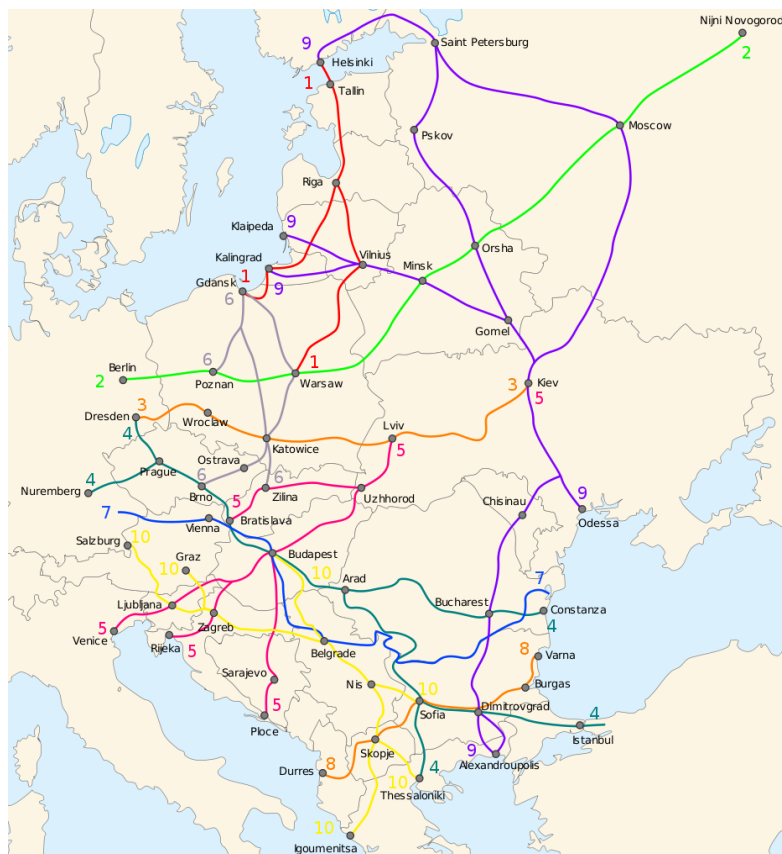 Nijni Novogorod
2
9
Saint Petersburg
Helsinki
1
Tallin
Moscow
Pskov
Riga
Klaipeda
9
Orsha
Kalingrad
Vilnius
Minsk
1
Gdansk
9
6
Gomel
6
1
Berlin
2
Poznan
Warsaw
3
Kiev
5
Dresden
3
4
Wroclaw
Lviv
5
Katowice
Ostrava
Prague
6
6
Nuremberg
4
Brno
Zilina
Uzhhorod
5
Chisinau
9
Odessa
7
Vienna
Bratislava
Salzburg
10
Graz
10
Budapest
10
Arad
7
Ljubljana
Bucharest
Constanza
4
Zagreb
Venice
5
Rijeka
5
Belgrade
8
Varna
Sarajevo
Nis
10
Burgas
5
Ploce
Sofia
Dimitrovgrad
4
Istanbul
Skopje
9
Alexandroupolis
8
Durres
10
4
Thessaloniki
10
Igoumenitsa